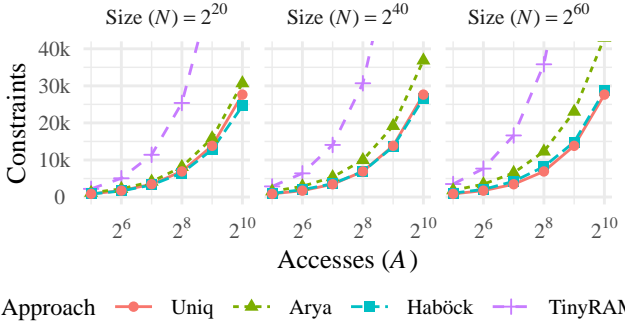 Size (N) = 2^20 Size (N) = 2^40 Size (N) = 2^60
40k
30k
20k
10k
0
Constraints
2^6 2^8 2^10 2^6 2^8 2^10 2^6 2^8 2^10
Accesses (A)
Approach Uniq Arya Haböck TinyRAM